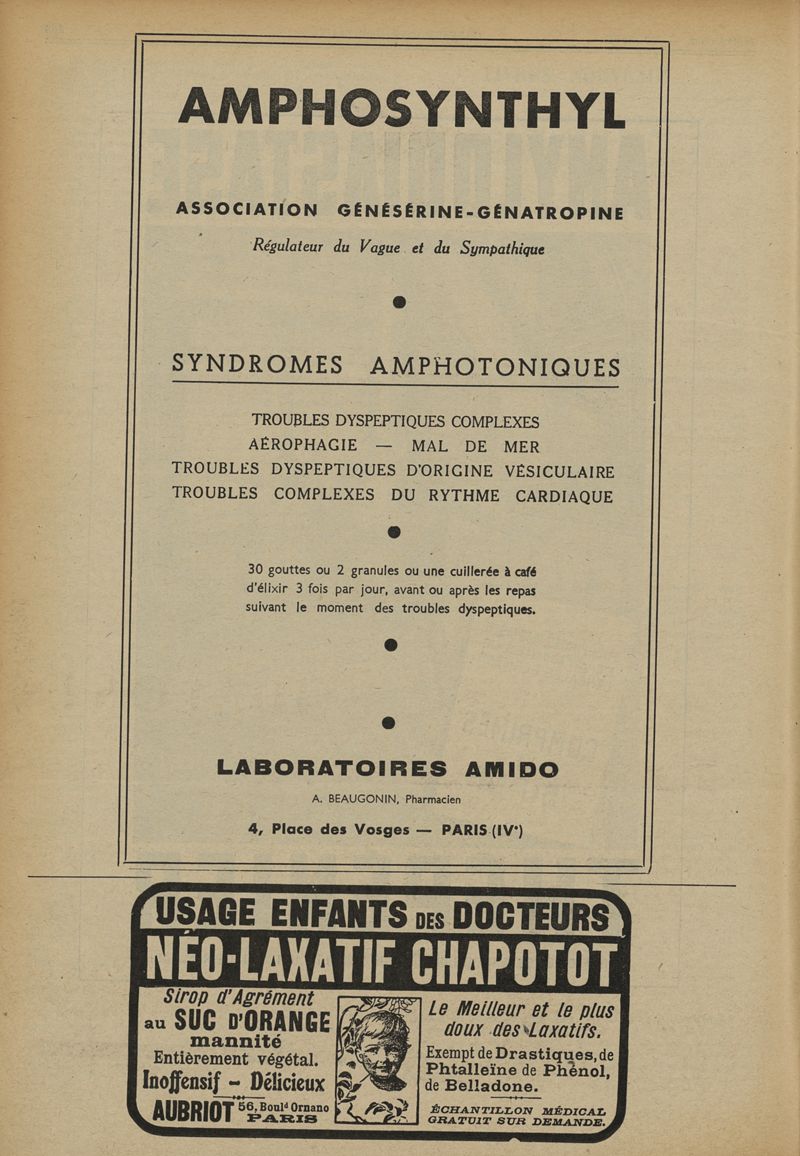 AMPHOSYNTHYL
ASSOCIATION GÉNÉSÉRINE-GÉNATROPINE
Régulateur du Vague et du Sympathique
SYNDROMES AMPHOTONIQUES
TROUBLES DYSPEPTIQUES COMPLEXES
AÉROPHAGIE — MAL DE MER
TROUBLES DYSPEPTIQUES D'ORIGINE VÉSICULAIRE
TROUBLES COMPLEXES DU RYTHME CARDIAQUE
30 gouttes ou 2 granules ou une cuillerée à café
d'élixir 3 fois par jour, avant ou après les repas
suivant le moment des troubles dyspeptiques.
LABORATOIRES AMIDO
A. BEAUGONIN, Pharmacien
4, Place des Vosges — PARIS (IVᵉ)
USAGE ENFANTS DES DOCTEURS
NÉO-LAXATIF CHAPOTOT
Sirop d'Agrément
au SUC D'ORANGE
mannité
Entièrement végétal.
Inoffensif - Délicieux
AUBRIOT 56, Boulᵈ Ornano
PARIS
Le Meilleur et le plus
doux des Laxatifs.
Exempt de Drastiques, de
Phtalleïne de Phénol,
de Belladone.
ÉCHANTILLON MÉDICAL
GRATUIT SUR DEMANDE.